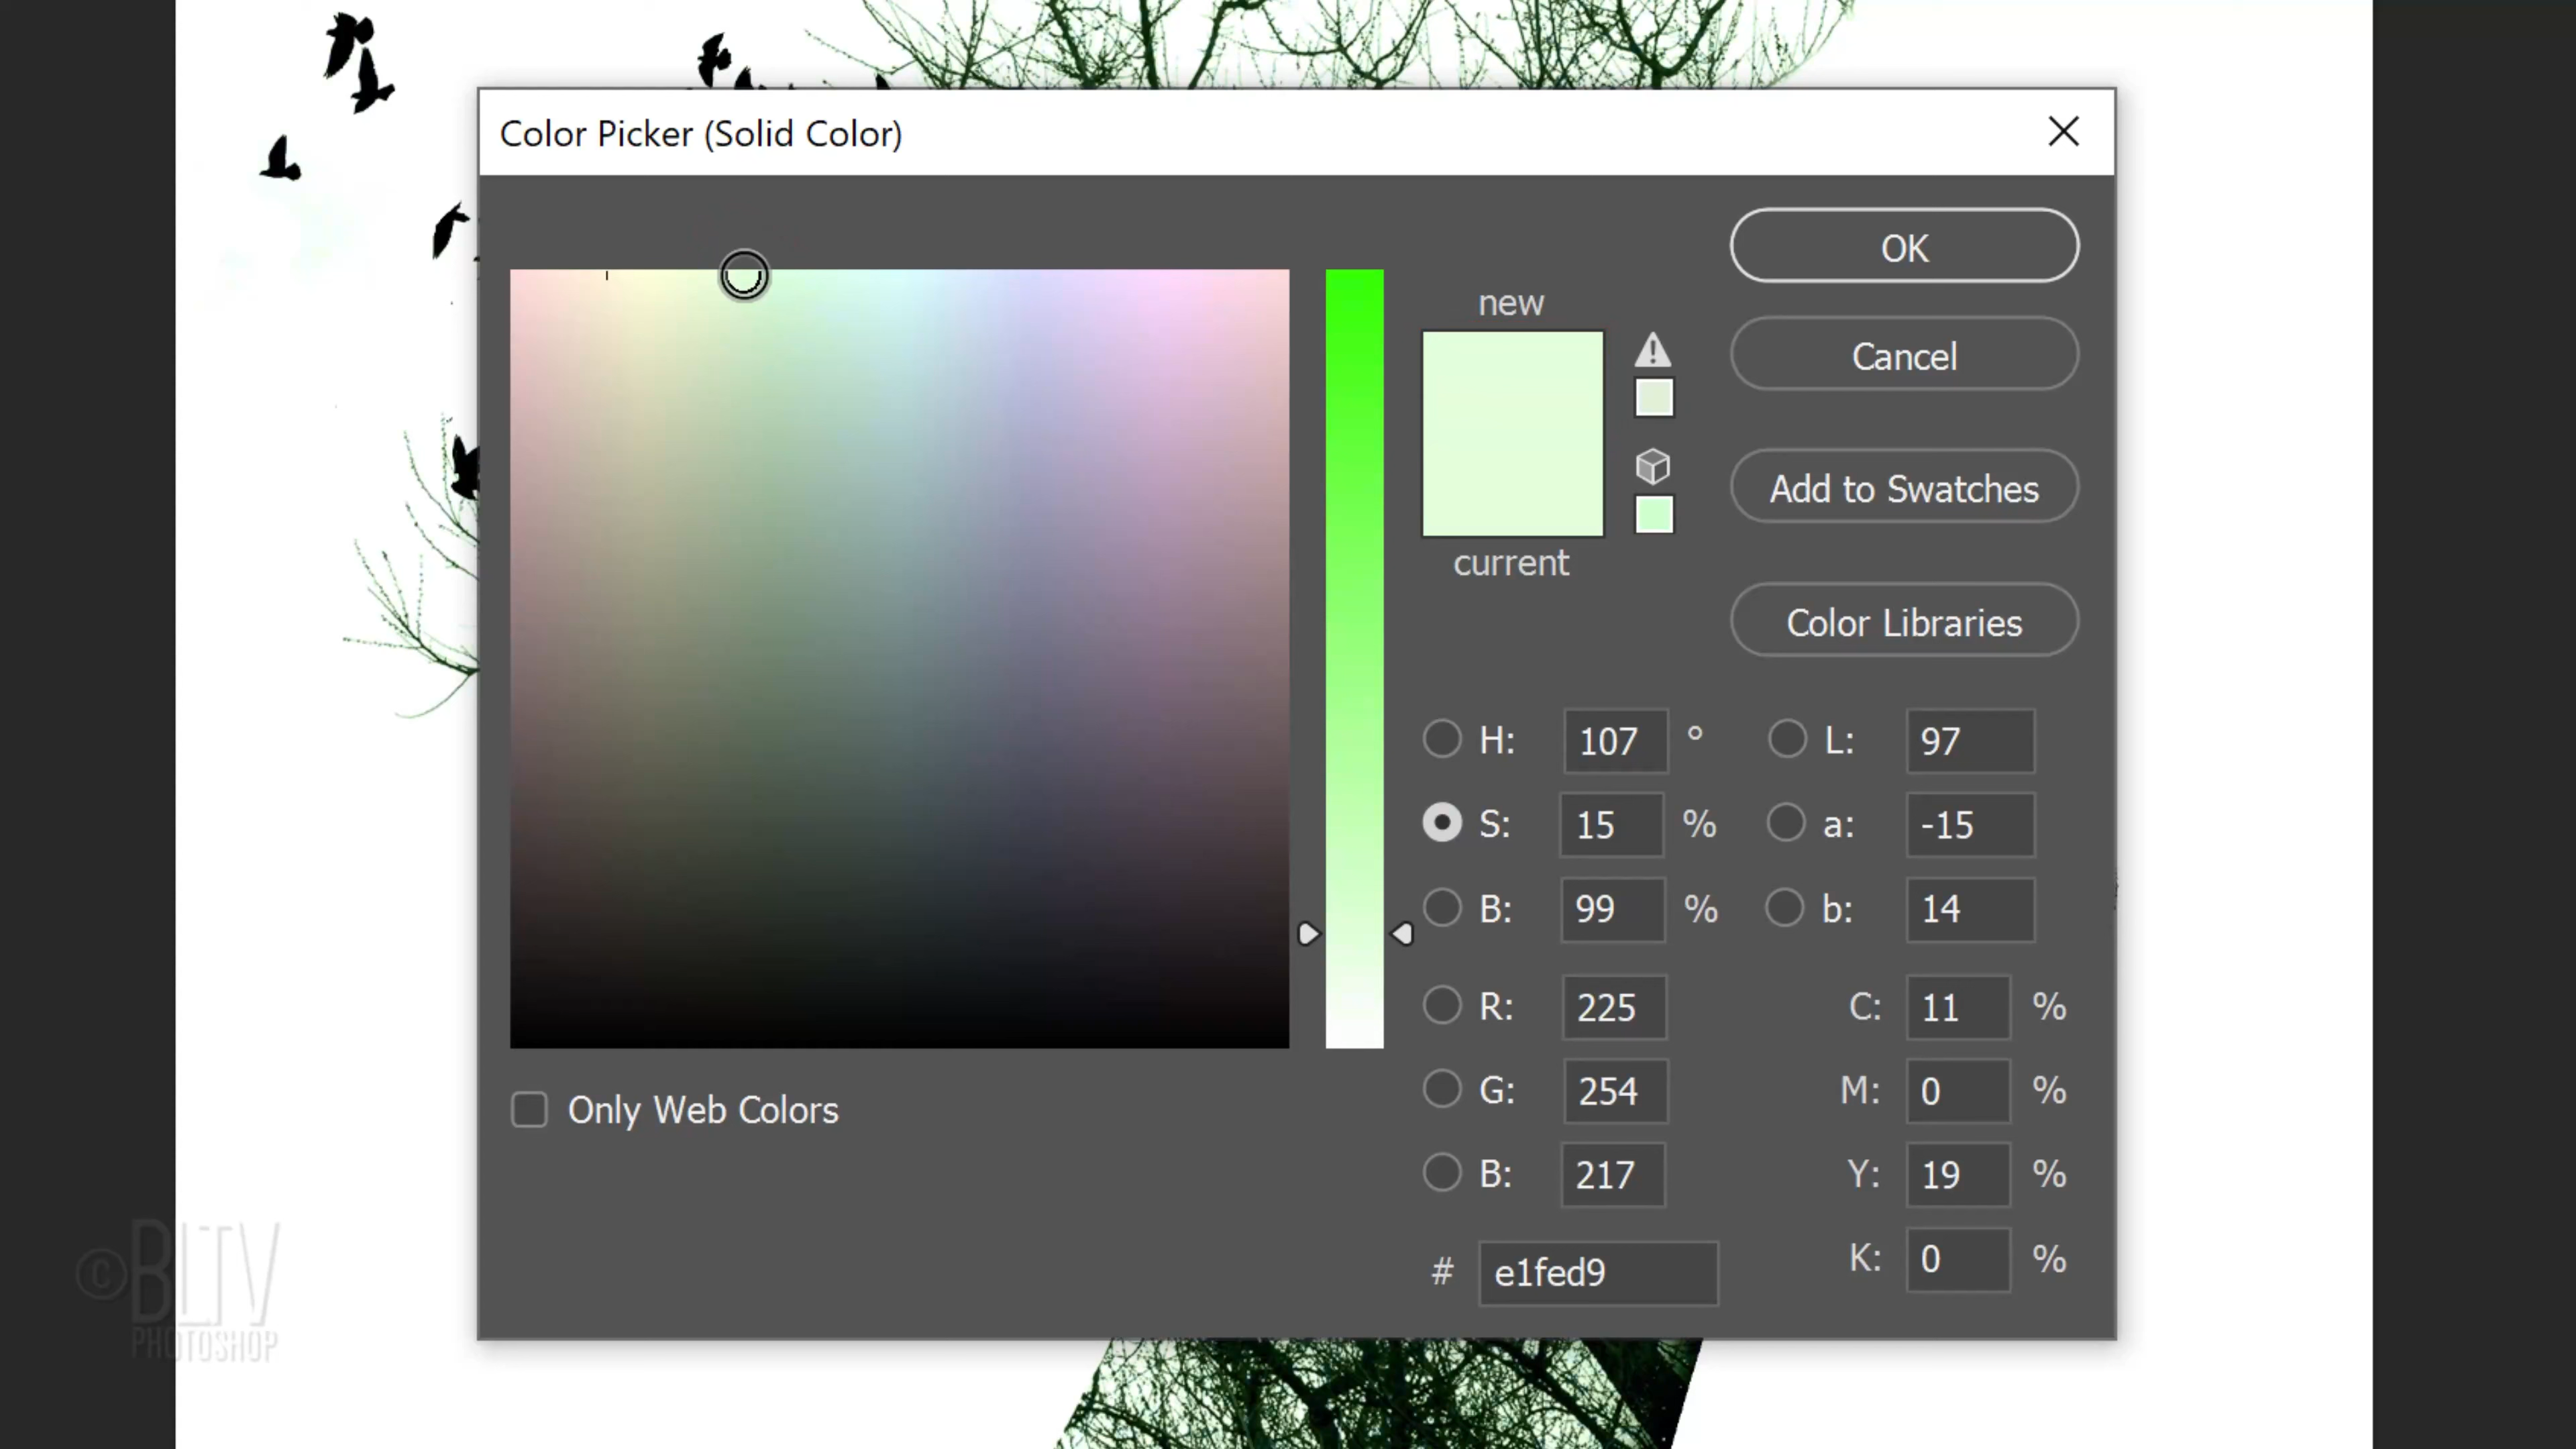 Color Picker (Solid Color)
new
current
OK
Cancel
Add to Swatches
Color Libraries
H: 107 °
S: 15 %
B: 99 %
R: 225
G: 254
B: 217
# e1fed9
L: 97
a: -15
b: 14
C: 11 %
M: 0 %
Y: 19 %
K: 0 %
Only Web Colors
© BLTV
PHOTOSHOP